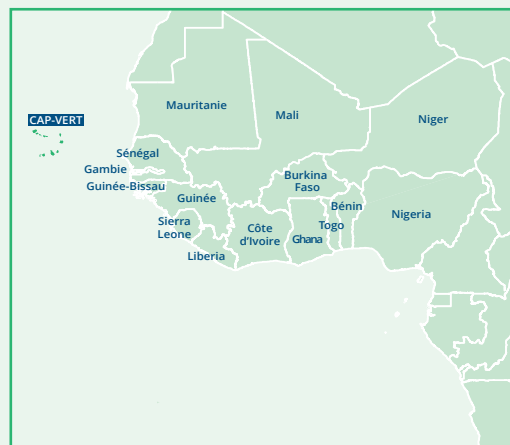 Mauritanie
Mali
CAP-VERT
Niger
Sénégal
Gambie
Guinée-Bissau
Burkina
Faso
Guinée
Bénin
Nigeria
Sierra
Leone
Côte
d'Ivoire
Togo
Ghana
Liberia